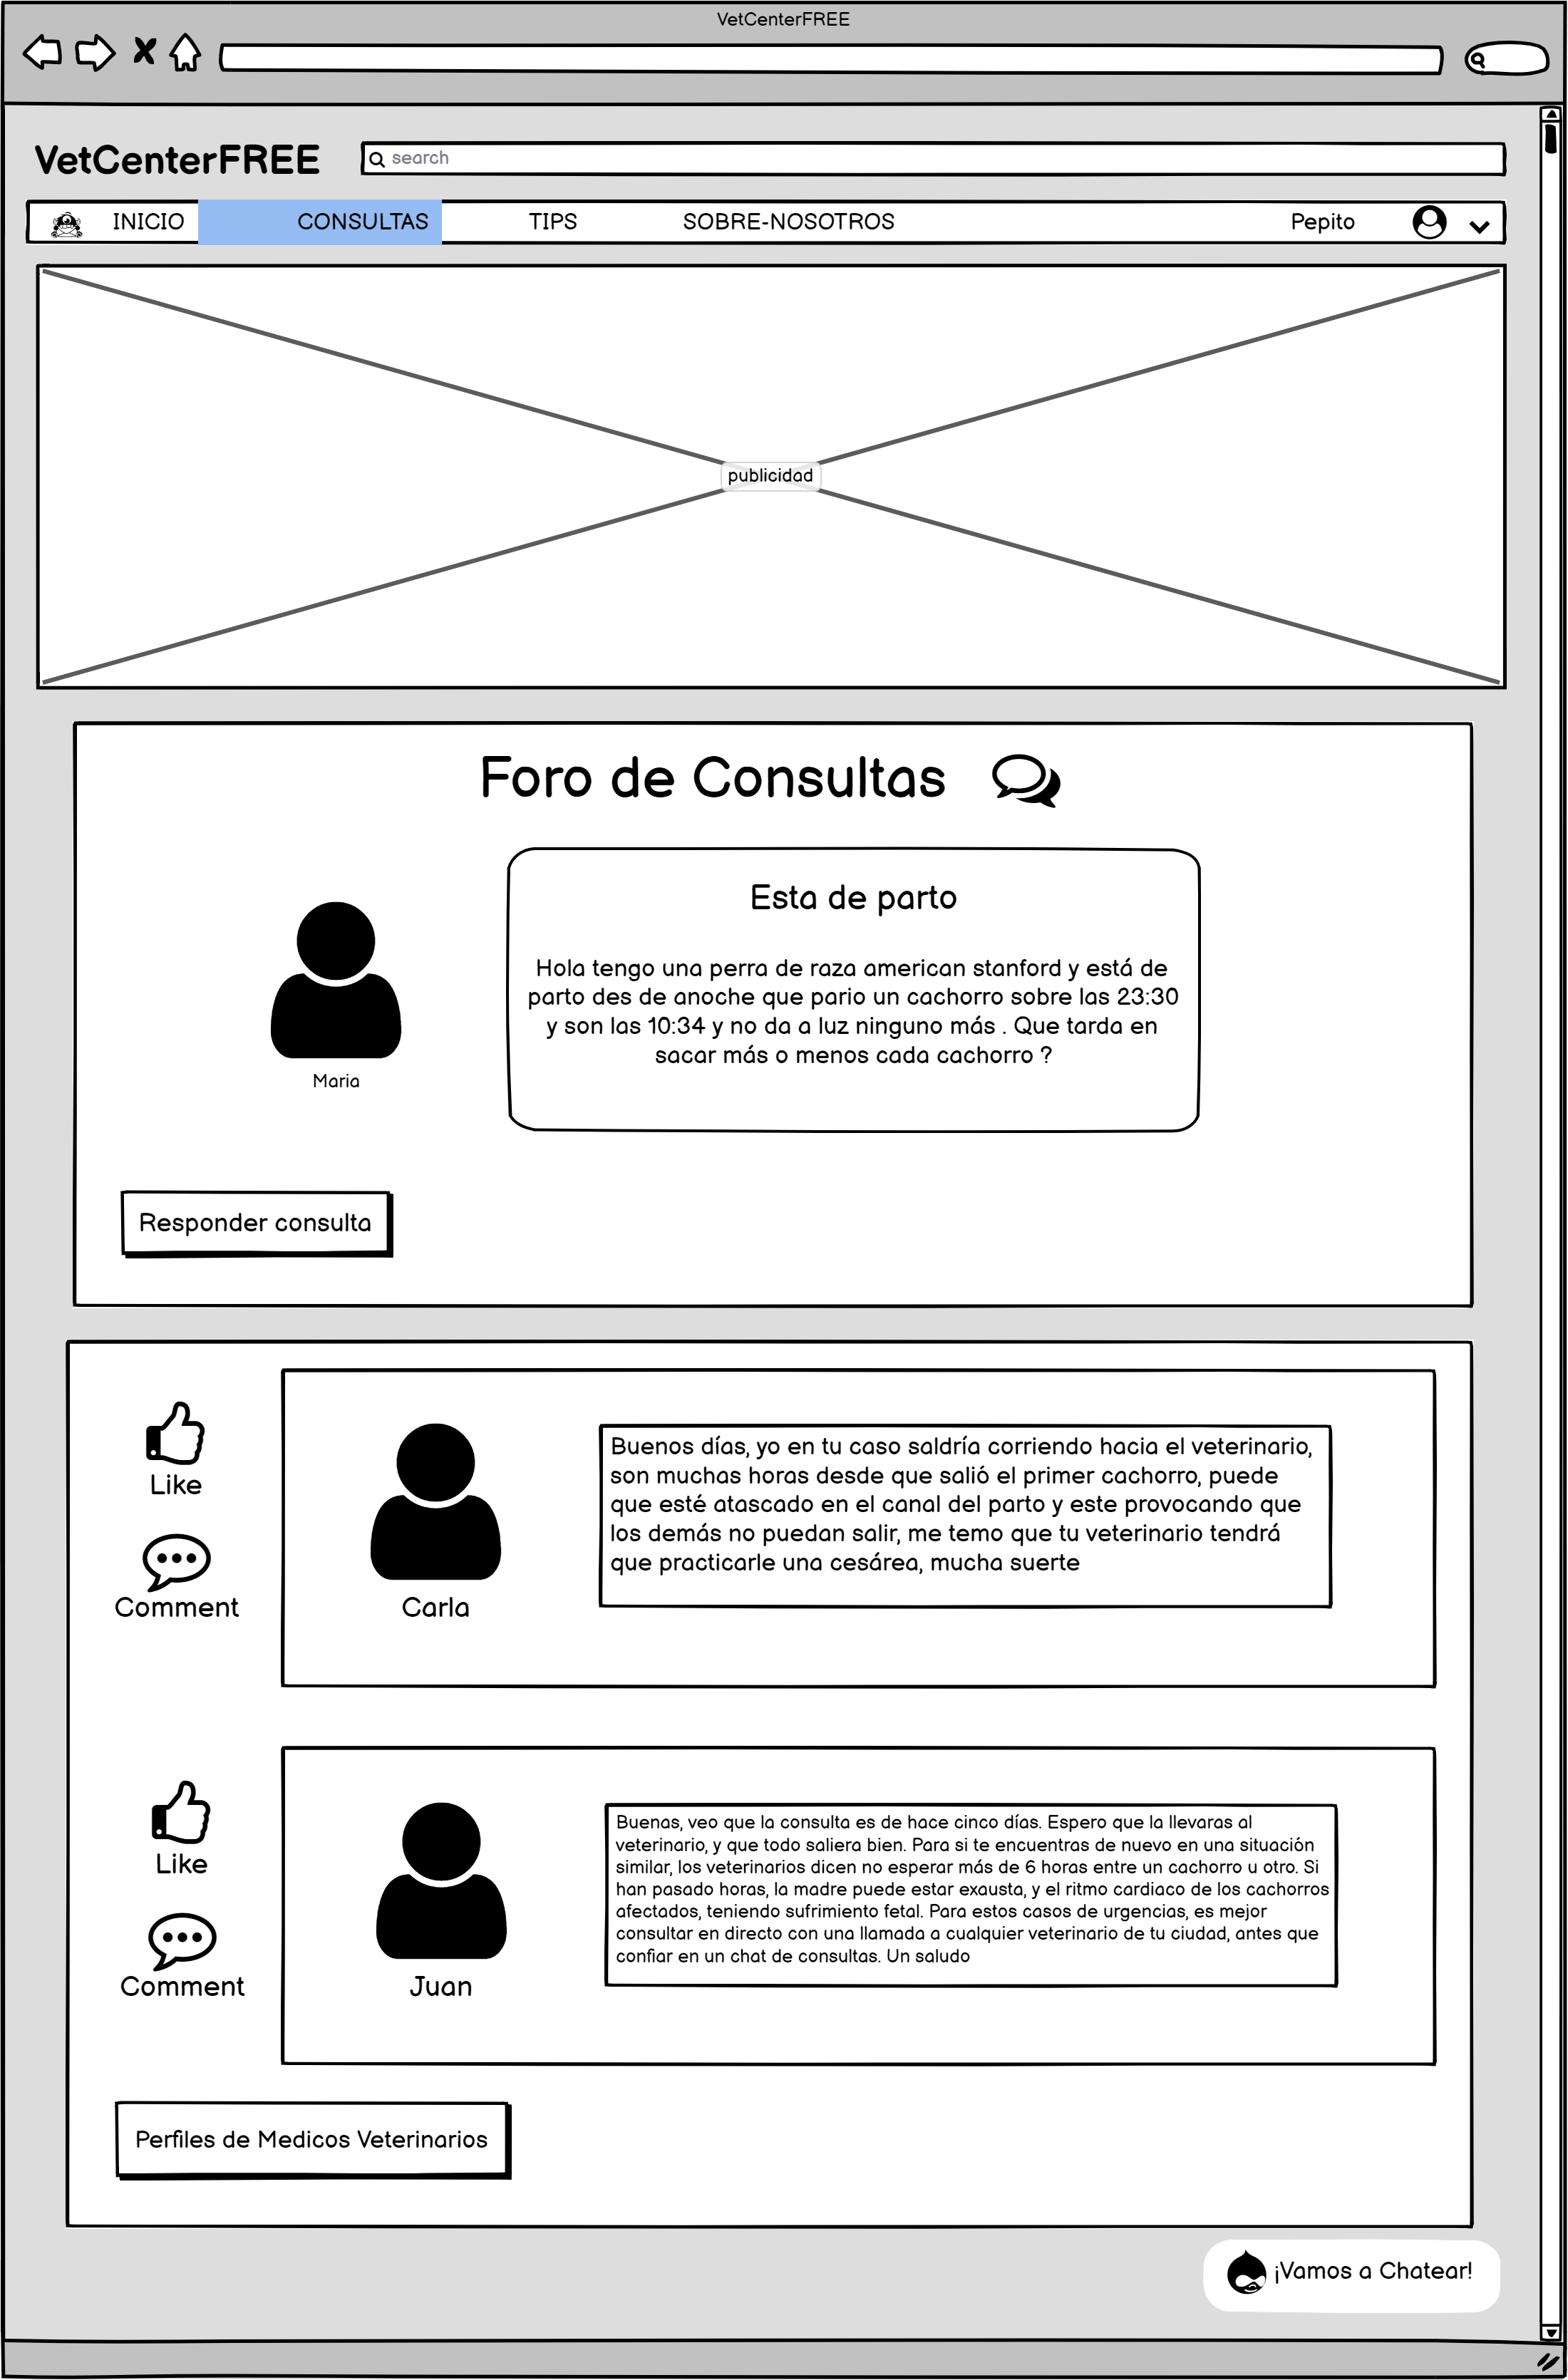 VetCenterFREE
VetCenterFREE
search
INICIO
CONSULTAS
TIPS
SOBRE-NOSOTROS
Pepito
publicidad
Foro de Consultas
Esta de parto
Hola tengo una perra de raza american stanford y está de
parto des de anoche que pario un cachorro sobre las 23:30
y son las 10:34 y no da a luz ninguno más . Que tarda en
sacar más o menos cada cachorro ?
Maria
Responder consulta
Like
Comment
Carla
Buenos días, yo en tu caso saldría corriendo hacia el veterinario,
son muchas horas desde que salió el primer cachorro, puede
que esté atascado en el canal del parto y este provocando que
los demás no puedan salir, me temo que tu veterinario tendrá
que practicarle una cesárea, mucha suerte
Like
Comment
Juan
Buenas, veo que la consulta es de hace cinco días. Espero que la llevaras al
veterinario, y que todo saliera bien. Para si te encuentras de nuevo en una situación
similar, los veterinarios dicen no esperar más de 6 horas entre un cachorro u otro. Si
han pasado horas, la madre puede estar exausta, y el ritmo cardiaco de los cachorros
afectados, teniendo sufrimiento fetal. Para estos casos de urgencias, es mejor
consultar en directo con una llamada a cualquier veterinario de tu ciudad, antes que
confiar en un chat de consultas. Un saludo
Perfiles de Medicos Veterinarios
¡Vamos a Chatear!